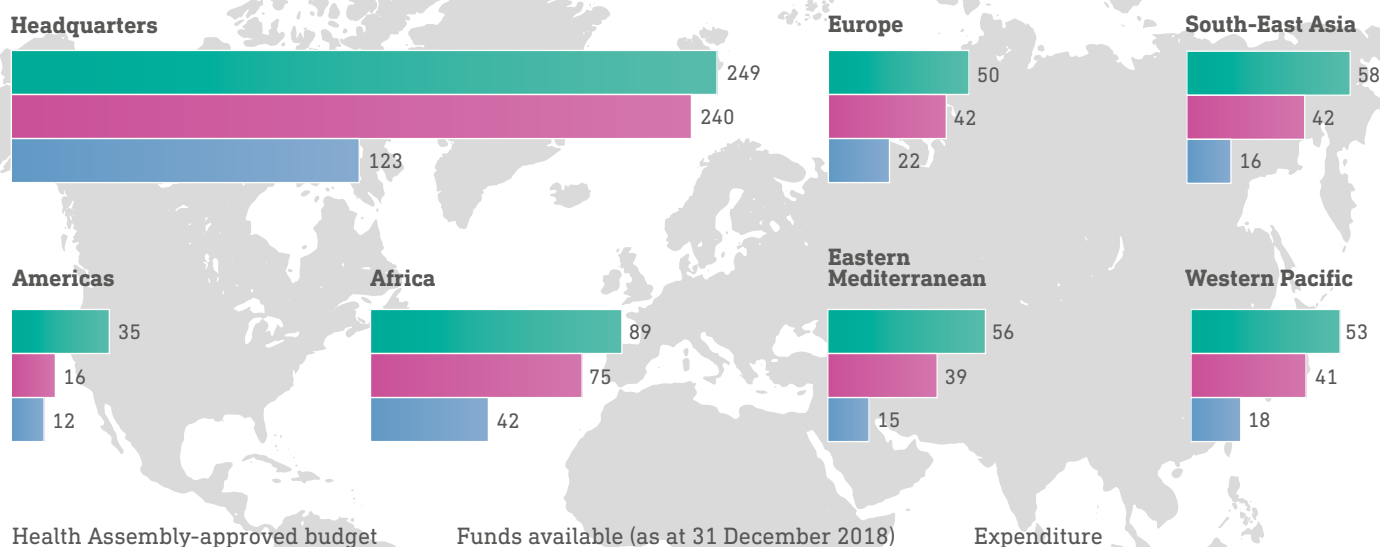 Headquarters
249
240
123
Europe
50
42
22
South-East Asia
58
42
16
Americas
35
16
12
Africa
89
75
42
Eastern
Mediterranean
56
39
15
Western Pacific
53
41
18
Health Assembly-approved budget
Funds available (as at 31 December 2018)
Expenditure